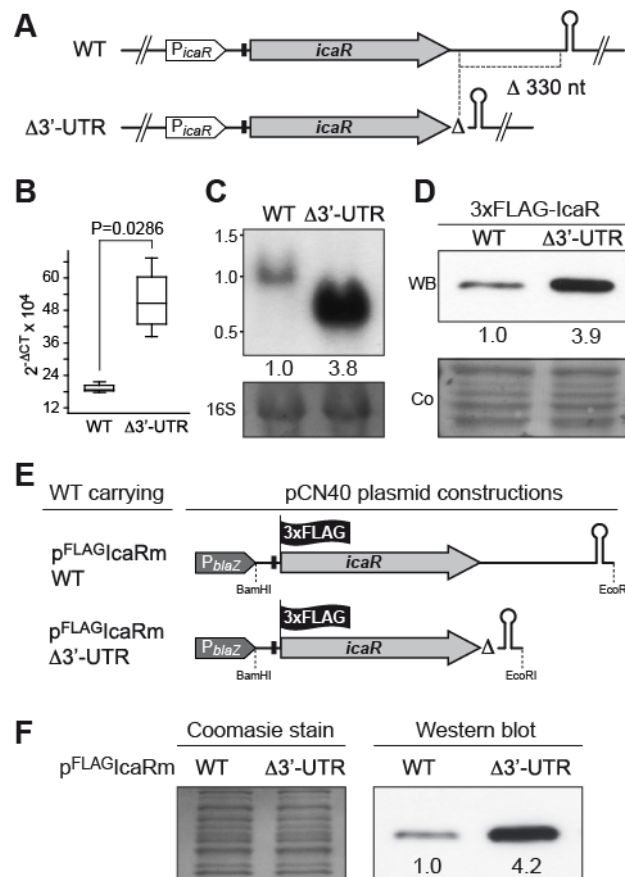 A
WT
PicaR
icaR
Δ 330 nt
Δ3'-UTR
PicaR
icaR
Δ
B
P=0.0286
2-ΔCT x 104
60
48
36
24
12
WT Δ3'-UTR
C
WT Δ3'-UTR
1.5
1.0
0.5
1.0 3.8
16S
D
3xFLAG-IcaR
WT Δ3'-UTR
WB
1.0 3.9
Co
E
WT carrying pCN40 plasmid constructions
3xFLAG
pFLAGIcaRm
WT
PblaZ
icaR
BamHI
EcoR
3xFLAG
pFLAGIcaRm
Δ3'-UTR
PblaZ
icaR
Δ
BamHI
EcoRI
F
Coomasie stain Western blot
pFLAGIcaRm WT Δ3'-UTR WT Δ3'-UTR
1.0 4.2